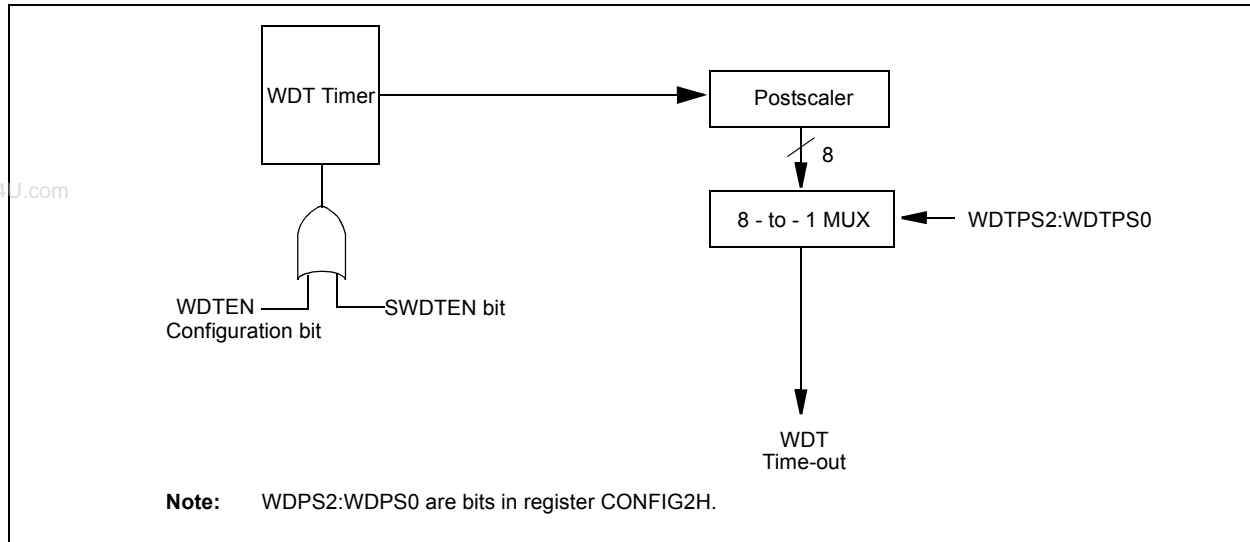 WDT Timer
Postscaler
8
4U.com
8 - to - 1 MUX
WDTPS2:WDTPS0
WDTEN
Configuration bit
SWDTEN bit
WDT
Time-out
Note: WDPS2:WDPS0 are bits in register CONFIG2H.